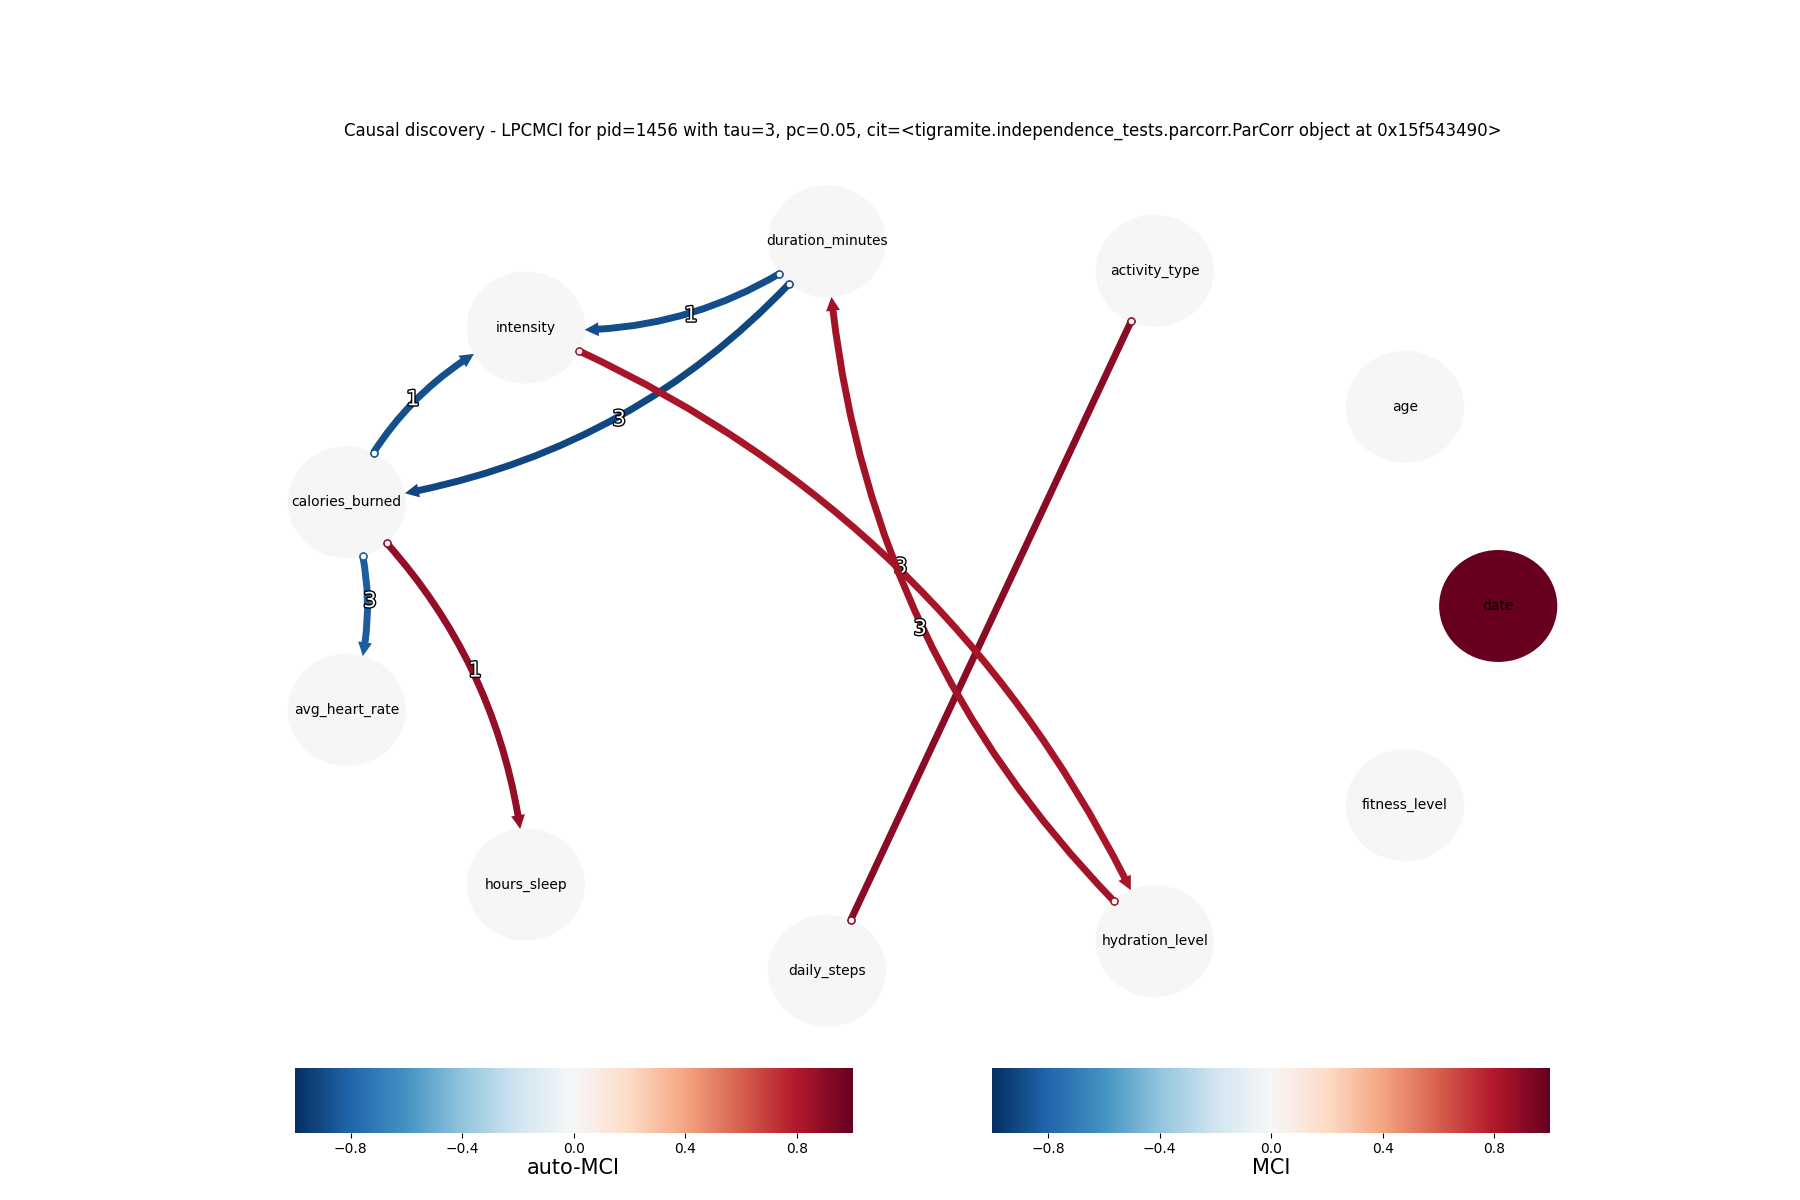 Causal discovery - LPCMCI for pid=1456 with tau=3, pc=0.05, cit=<tigramite.independence_tests.parcorr.ParCorr object at 0x15f543490>
duration_minutes
activity_type
intensity
1
1
age
3
calories_burned
3
3
date
3
1
avg_heart_rate
fitness_level
hours_sleep
hydration_level
daily_steps
−0.8 −0.4 0.0 0.4 0.8
auto-MCI
−0.8 −0.4 0.0 0.4 0.8
MCI